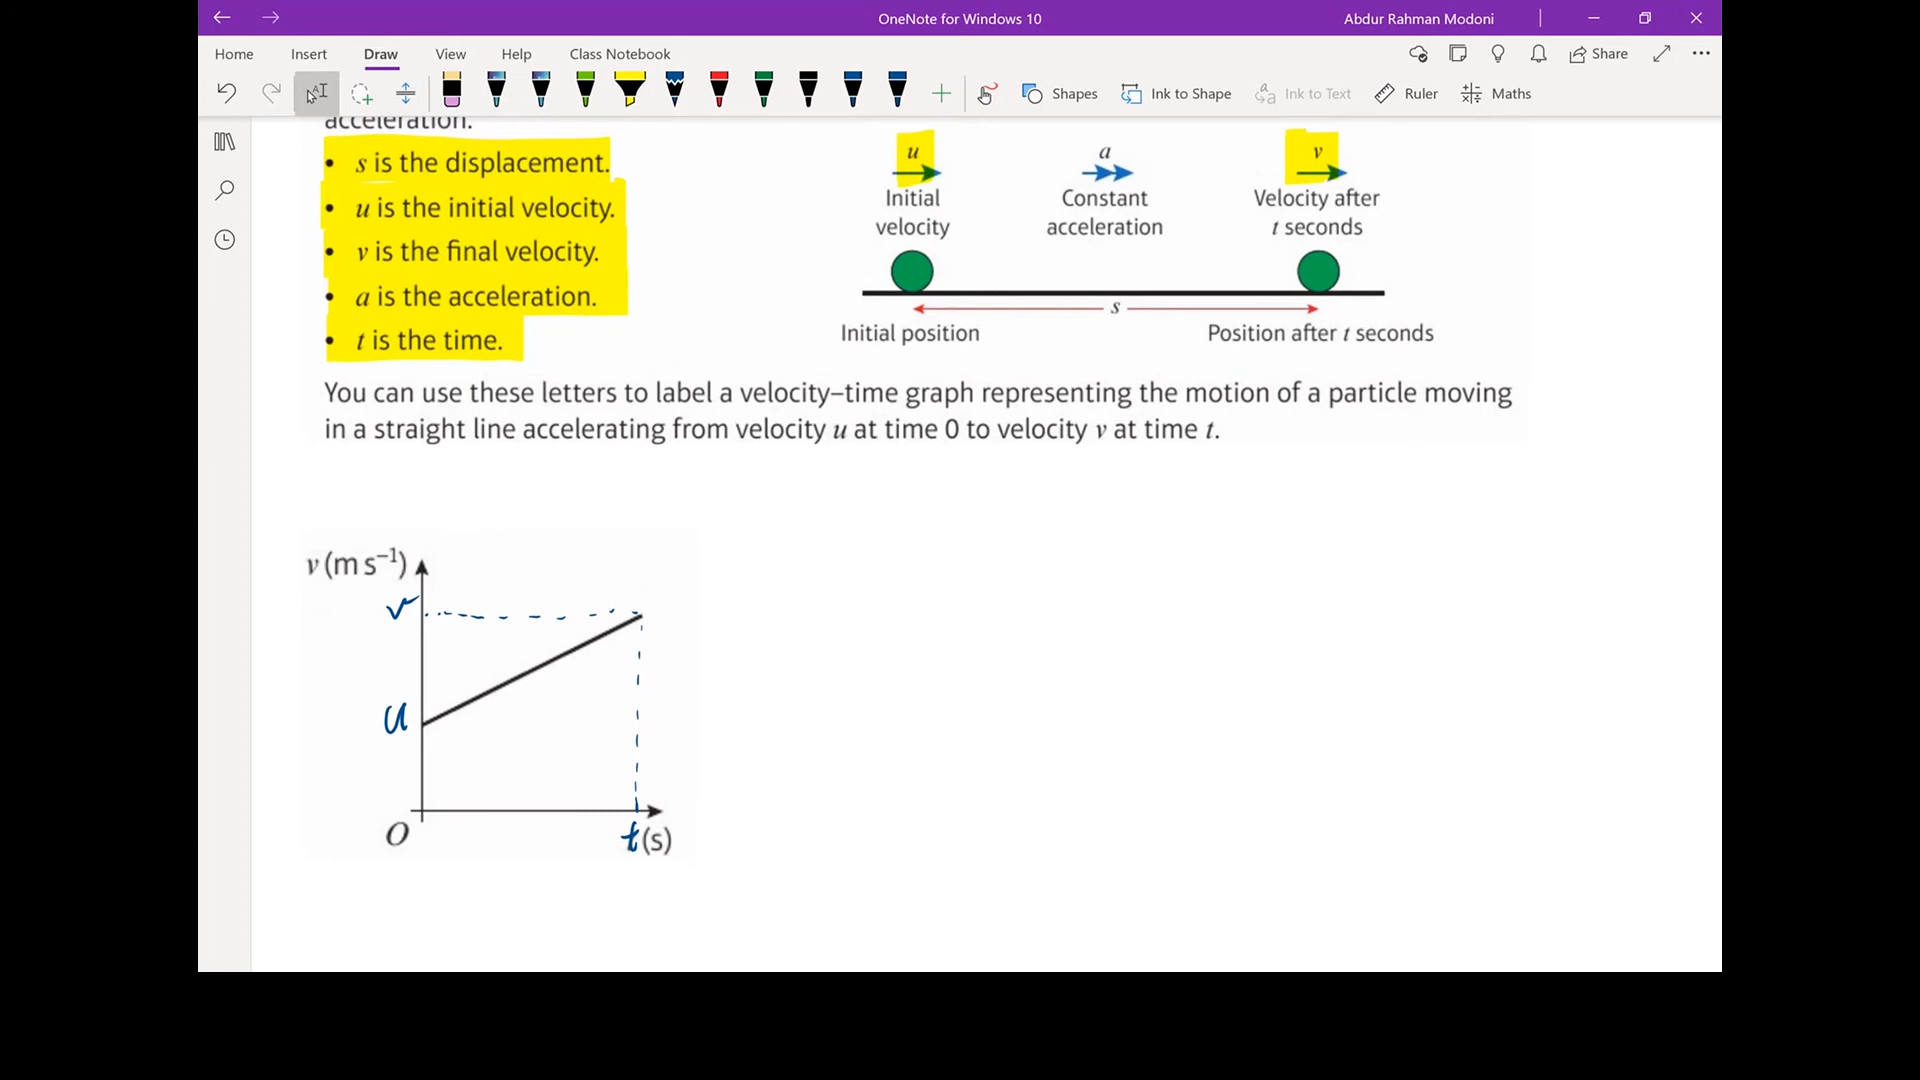 OneNote for Windows 10
Abdur Rahman Modoni
Home Insert Draw View Help Class Notebook
Share
Shapes Ink to Shape Ink to Text Ruler Maths
acceleration.
• s is the displacement.
• u is the initial velocity.
• v is the final velocity.
• a is the acceleration.
• t is the time.
u a v
Initial velocity
Constant acceleration
Velocity after t seconds
s
Initial position
Position after t seconds
You can use these letters to label a velocity–time graph representing the motion of a particle moving
in a straight line accelerating from velocity u at time 0 to velocity v at time t.
v (m s⁻¹)
v
u
O
t (s)